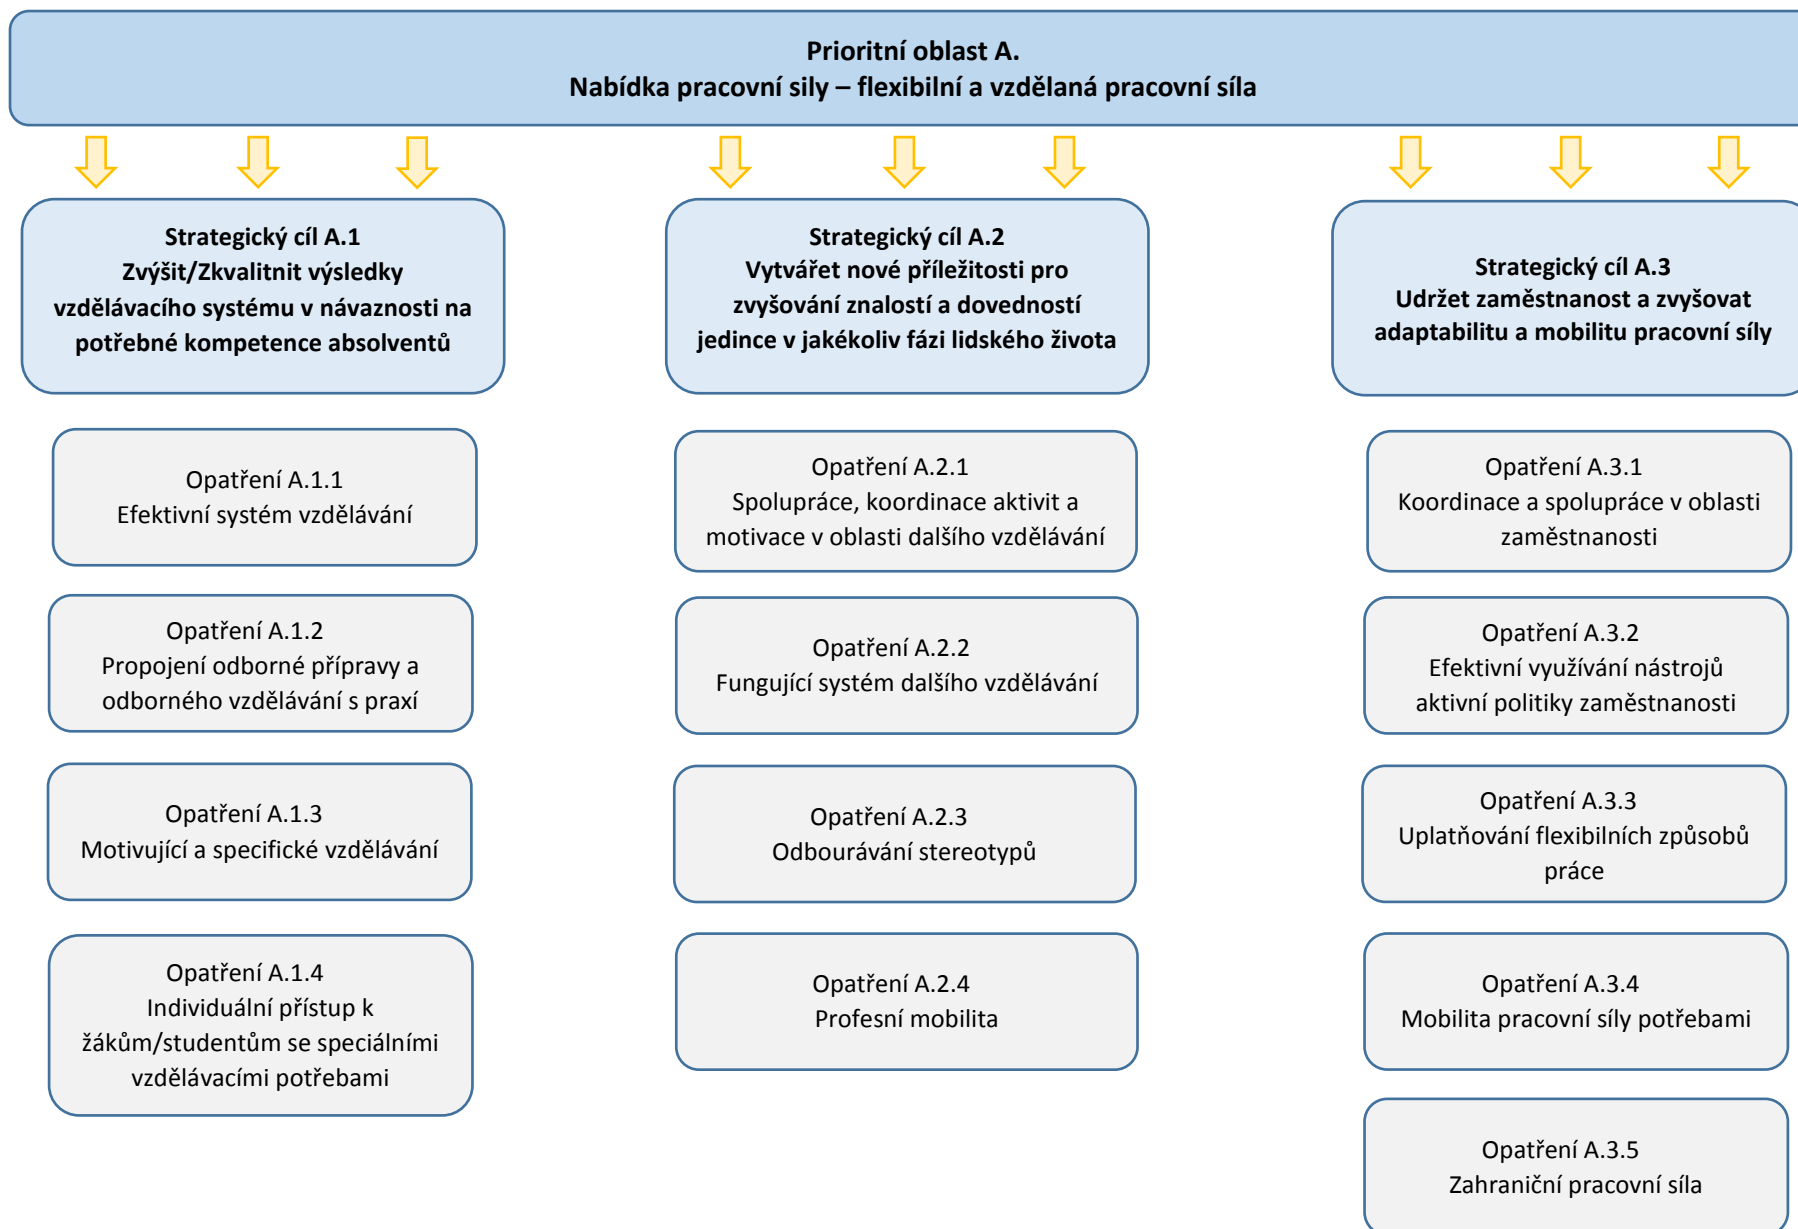 Prioritní oblast A.
Nabídka pracovní sily – flexibilní a vzdělaná pracovní síla
Strategický cíl A.1
Zvýšit/Zkvalitnit výsledky
vzdělávacího systému v návaznosti na
potřebné kompetence absolventů
Opatření A.1.1
Efektivní systém vzdělávání
Opatření A.1.2
Propojení odborné přípravy a
odborného vzdělávání s praxí
Opatření A.1.3
Motivující a specifické vzdělávání
Opatření A.1.4
Individuální přístup k
žákům/studentům se speciálními
vzdělávacími potřebami
Strategický cíl A.2
Vytvářet nové příležitosti pro
zvyšování znalostí a dovedností
jedince v jakékoliv fázi lidského života
Opatření A.2.1
Spolupráce, koordinace aktivit a
motivace v oblasti dalšího vzdělávání
Opatření A.2.2
Fungující systém dalšího vzdělávání
Opatření A.2.3
Odbourávání stereotypů
Opatření A.2.4
Profesní mobilita
Strategický cíl A.3
Udržet zaměstnanost a zvyšovat
adaptabilitu a mobilitu pracovní síly
Opatření A.3.1
Koordinace a spolupráce v oblasti
zaměstnanosti
Opatření A.3.2
Efektivní využívání nástrojů
aktivní politiky zaměstnanosti
Opatření A.3.3
Uplatňování flexibilních způsobů
práce
Opatření A.3.4
Mobilita pracovní síly potřebami
Opatření A.3.5
Zahraniční pracovní síla